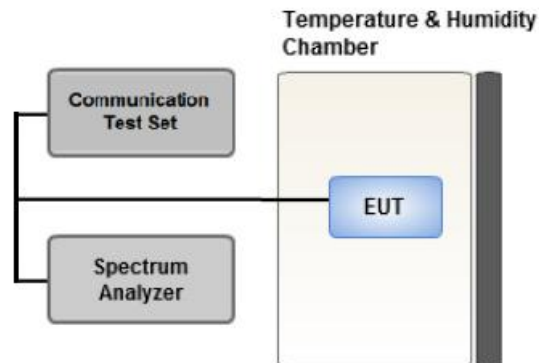 Temperature & Humidity
Chamber
Communication
Test Set
EUT
Spectrum
Analyzer